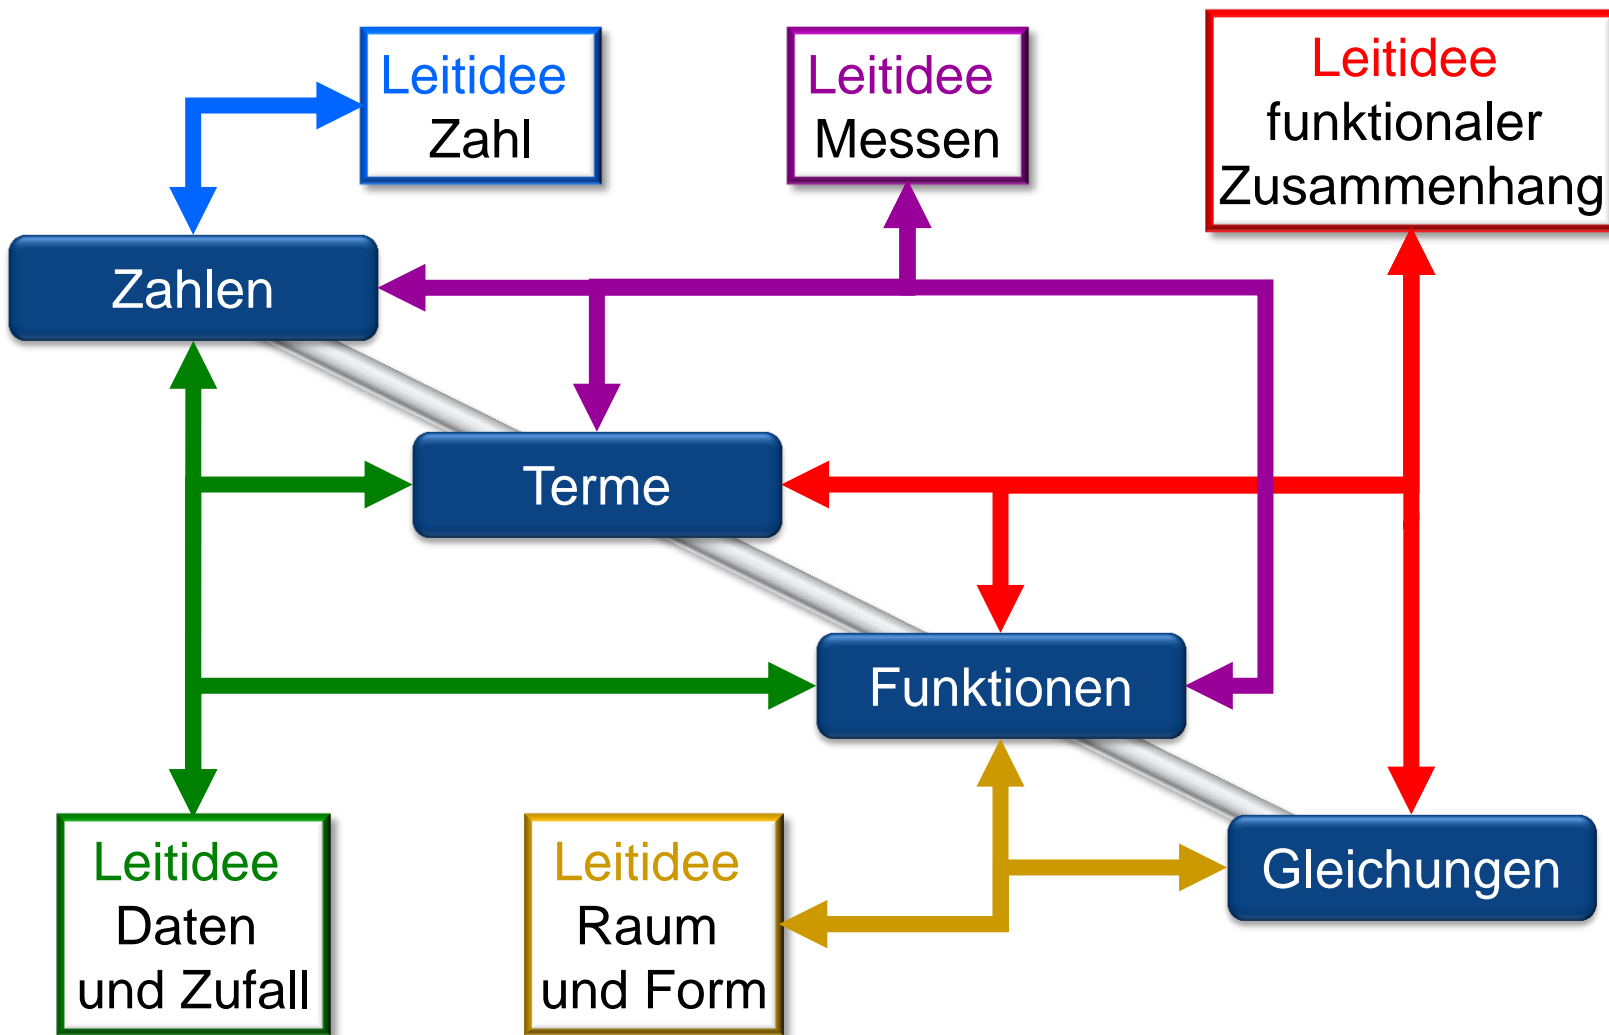 Leitidee
Zahl
Leitidee
Messen
Leitidee
funktionaler
Zusammenhang
Zahlen
Terme
Funktionen
Gleichungen
Leitidee
Daten
und Zufall
Leitidee
Raum
und Form